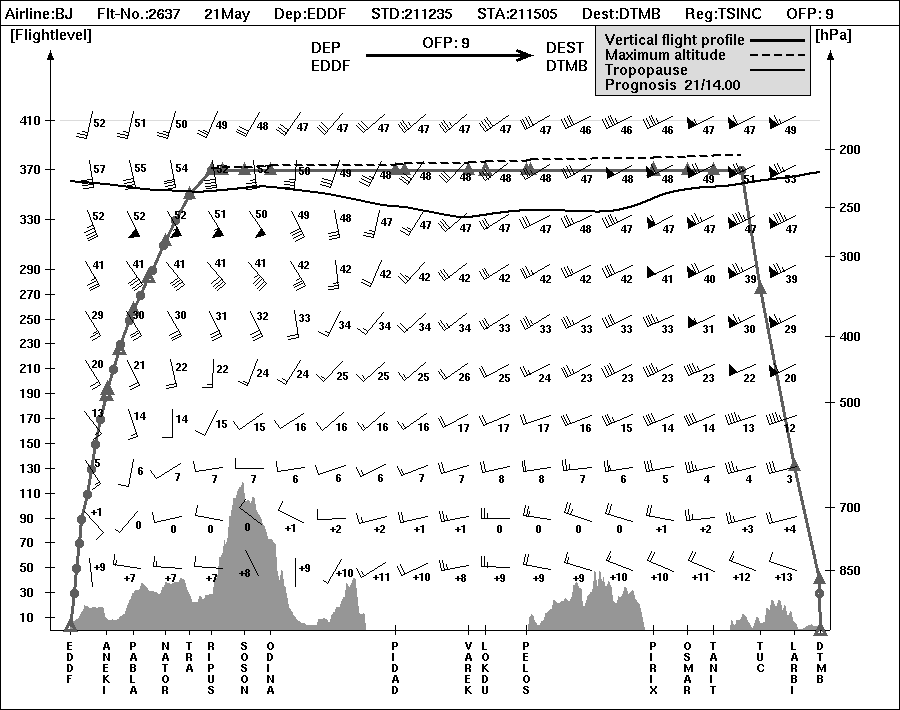 Airline:BJ Flt-No.:2637 21May Dep:EDDF STD:211235 STA:211505 Dest:DTMB Reg:TSINC OFP: 9
[Flightlevel] [hPa]
DEP OFP: 9 DEST
EDDF DTMB
Vertical flight profile
Maximum altitude
Tropopause
Prognosis 21/14.00
410 52 51 50 49 48 47 47 47 47 47 47 47 46 46 46 47 47 49
200
370 57 55 54 52 52 50 49 48 48 48 48 48 47 48 48 49 51 53
350
250
330 52 52 52 51 50 49 48 47 47 47 47 47 47 47 47 47 47 47
300
290 41 41 41 41 41 42 42 42 42 42 42 42 42 42 41 40 39 39
270
250 29 30 30 31 32 33 34 34 34 34 33 33 33 33 33 31 30 29
230 400
210 20 21 22 22 24 24 25 25 25 26 25 24 23 23 23 23 22 20
190 500
170 13 14 14 15 15 16 16 16 16 17 17 17 16 15 14 14 13 12
150
130 5 6 7 7 7 6 6 6 7 7 8 8 7 6 5 4 4 3
110 700
90 +1 0 0 0 0 +1 +2 +2 +1 +1 0 0 0 0 +1 +2 +3 +4
70
50 +9 +7 +7 +7 +8 +9 +10 +11 +10 +8 +9 +9 +9 +10 +10 +11 +12 +13
850
30
10
EDDF ANEKI PABLA NATOR TRA RIPUS SOSON ODINA PIDAD VAREK LOKDU PELOS PIRIX OSMAR TANIT TUC LARBI DTMB